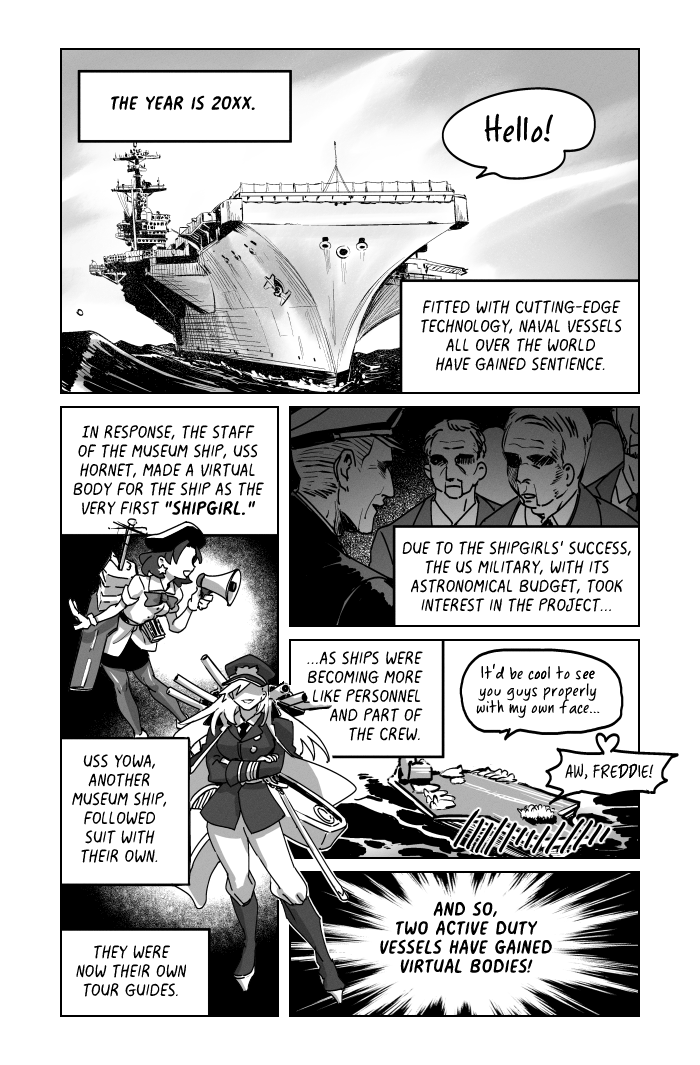 THE YEAR IS 20XX.
Hello!
FITTED WITH CUTTING-EDGE
TECHNOLOGY, NAVAL VESSELS
ALL OVER THE WORLD
HAVE GAINED SENTIENCE.
IN RESPONSE, THE STAFF
OF THE MUSEUM SHIP, USS
HORNET, MADE A VIRTUAL
BODY FOR THE SHIP AS THE
VERY FIRST "SHIPGIRL."
DUE TO THE SHIPGIRLS' SUCCESS,
THE US MILITARY, WITH ITS
ASTRONOMICAL BUDGET, TOOK
INTEREST IN THE PROJECT...
...AS SHIPS WERE
BECOMING MORE
LIKE PERSONNEL
AND PART OF
THE CREW.
It'd be cool to see
you guys properly
with my own face...
AW, FREDDIE!
USS YOWA,
ANOTHER
MUSEUM SHIP,
FOLLOWED
SUIT WITH
THEIR OWN.
THEY WERE
NOW THEIR OWN
TOUR GUIDES.
AND SO,
TWO ACTIVE DUTY
VESSELS HAVE GAINED
VIRTUAL BODIES!